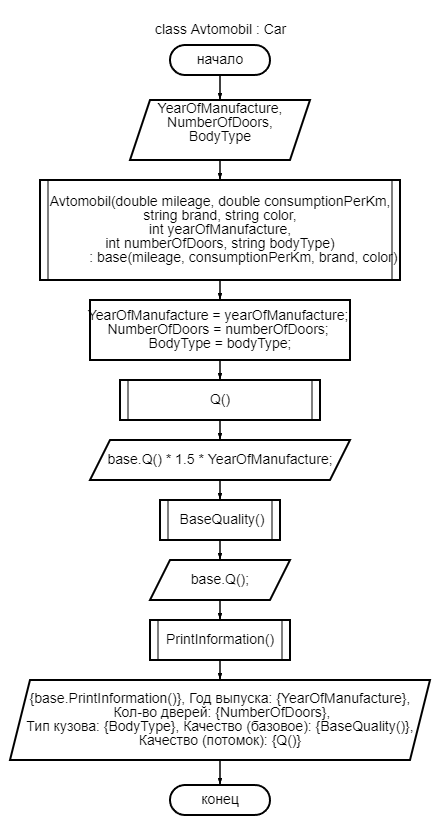 class Avtomobil : Car
начало
YearOfManufacture,
NumberOfDoors,
BodyType
Avtomobil(double mileage, double consumptionPerKm,
string brand, string color,
int yearOfManufacture,
int numberOfDoors, string bodyType)
: base(mileage, consumptionPerKm, brand, color)
YearOfManufacture = yearOfManufacture;
NumberOfDoors = numberOfDoors;
BodyType = bodyType;
Q()
base.Q() * 1.5 * YearOfManufacture;
BaseQuality()
base.Q();
PrintInformation()
{base.PrintInformation()}, Год выпуска: {YearOfManufacture},
Кол-во дверей: {NumberOfDoors},
Тип кузова: {BodyType}, Качество (базовое): {BaseQuality()},
Качество (потомок): {Q()}
конец